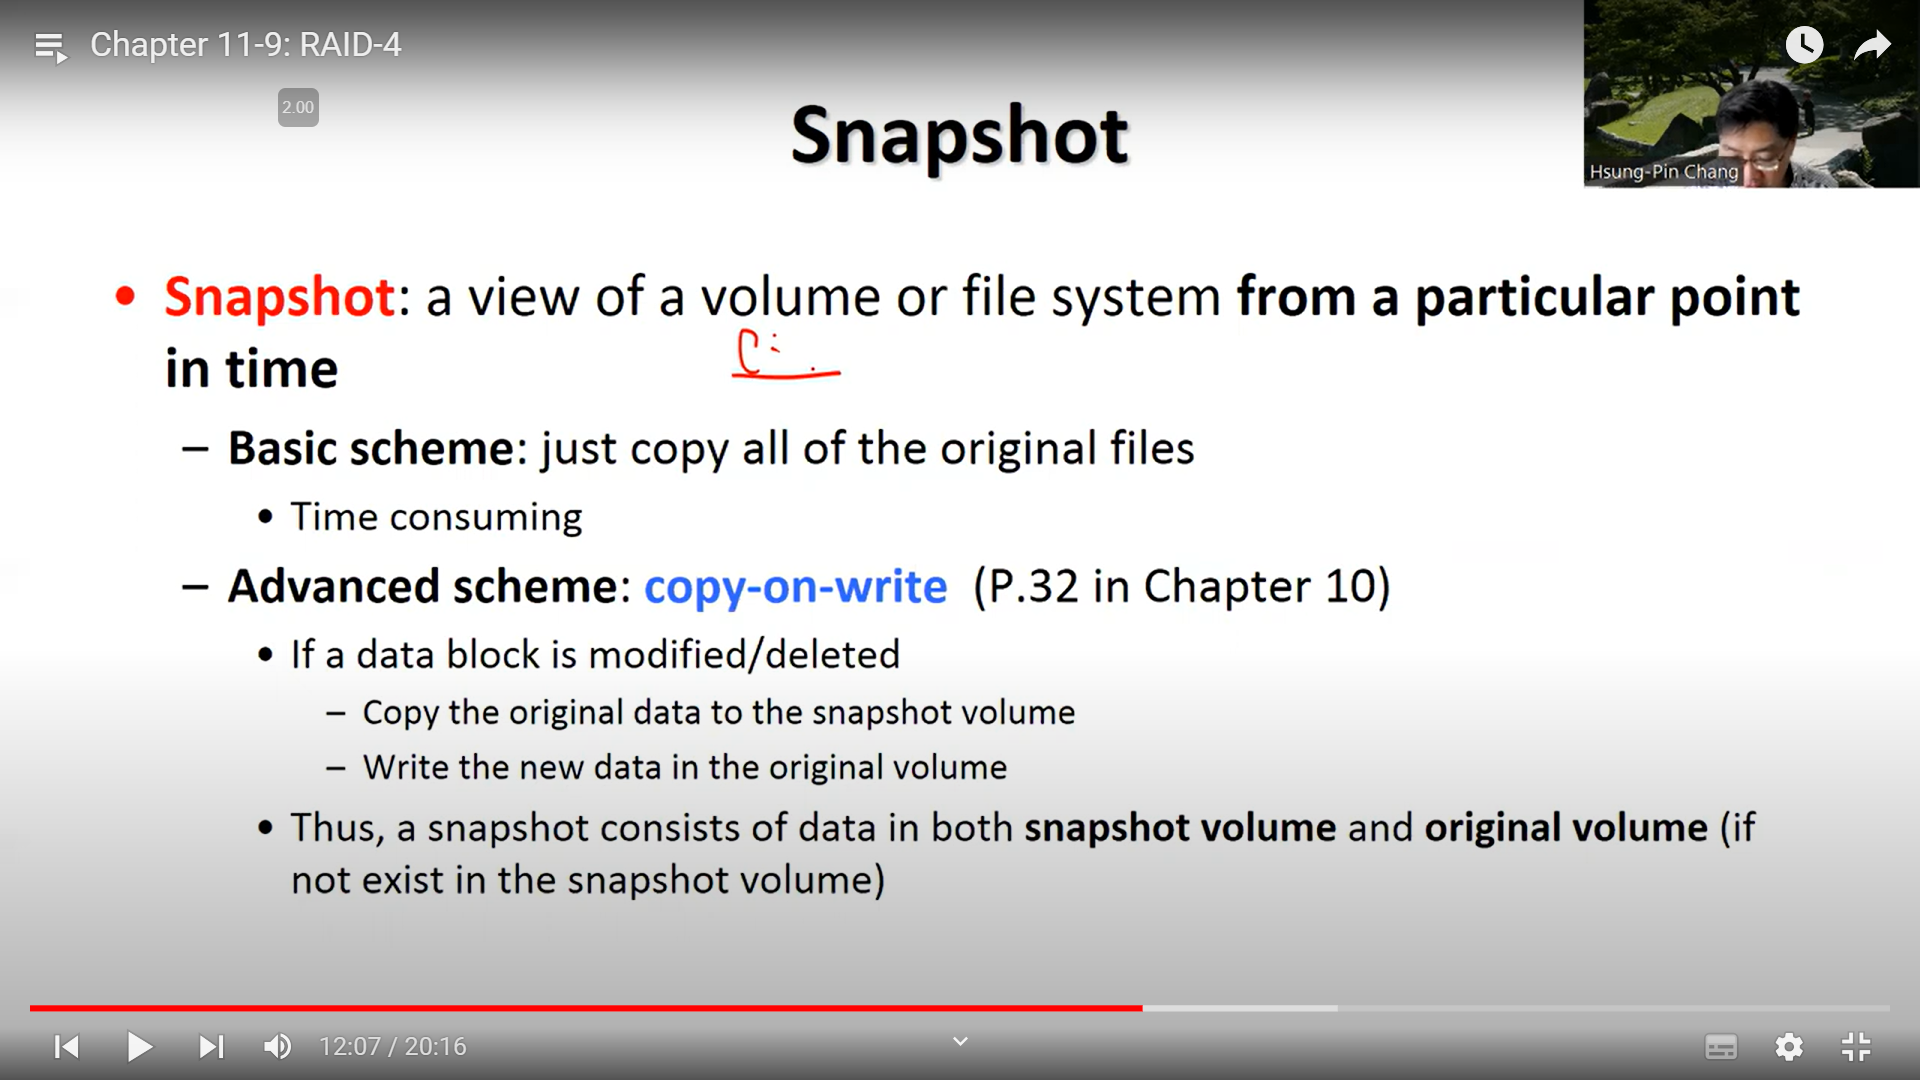 Chapter 11-9: RAID-4
2.00
Snapshot
Hsung-Pin Chang
• Snapshot: a view of a volume or file system from a particular point
in time
– Basic scheme: just copy all of the original files
• Time consuming
– Advanced scheme: copy-on-write (P.32 in Chapter 10)
• If a data block is modified/deleted
– Copy the original data to the snapshot volume
– Write the new data in the original volume
• Thus, a snapshot consists of data in both snapshot volume and original volume (if
not exist in the snapshot volume)
12:07 / 20:16